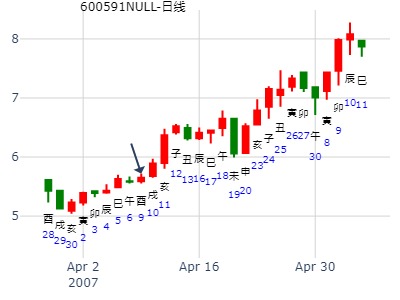 600591NULL-日线
8
7
6
5
酉
28
戌
29
亥
30
寅
2
卯
3
辰
4
巳
5
午
6
酉
9
戌
10
亥
11
子
12
丑
13
辰
16
巳
17
午
18
未
19
申
20
亥
23
子
24
丑
25
寅
26
卯
27
午
30
寅
8
卯
9
辰
10
巳
11
Apr 2
2007
Apr 16
Apr 30